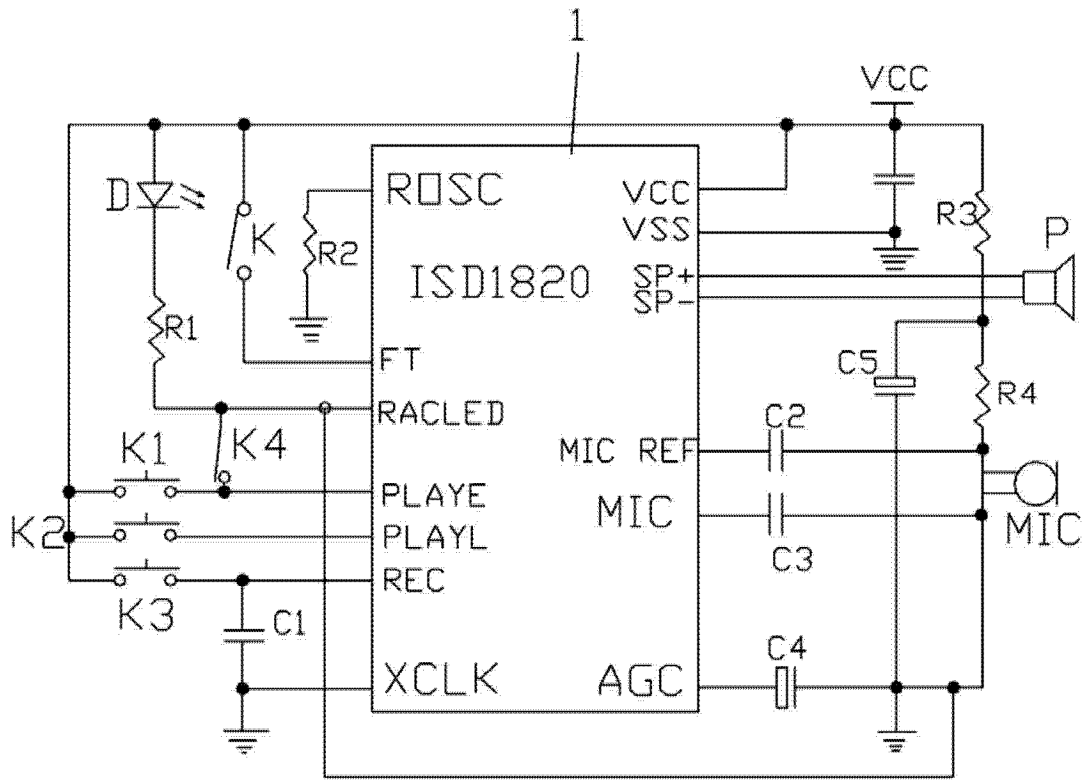 1
VCC
D
K
R2
R1
ROSC
VCC
VSS
ISD1820
SP+
SP-
R3
P
FT
RACLED
C5
R4
K1
K4
MIC REF
C2
PLAYE
MIC
C3
MIC
K2
PLAYL
K3
REC
C1
XCLK
AGC
C4